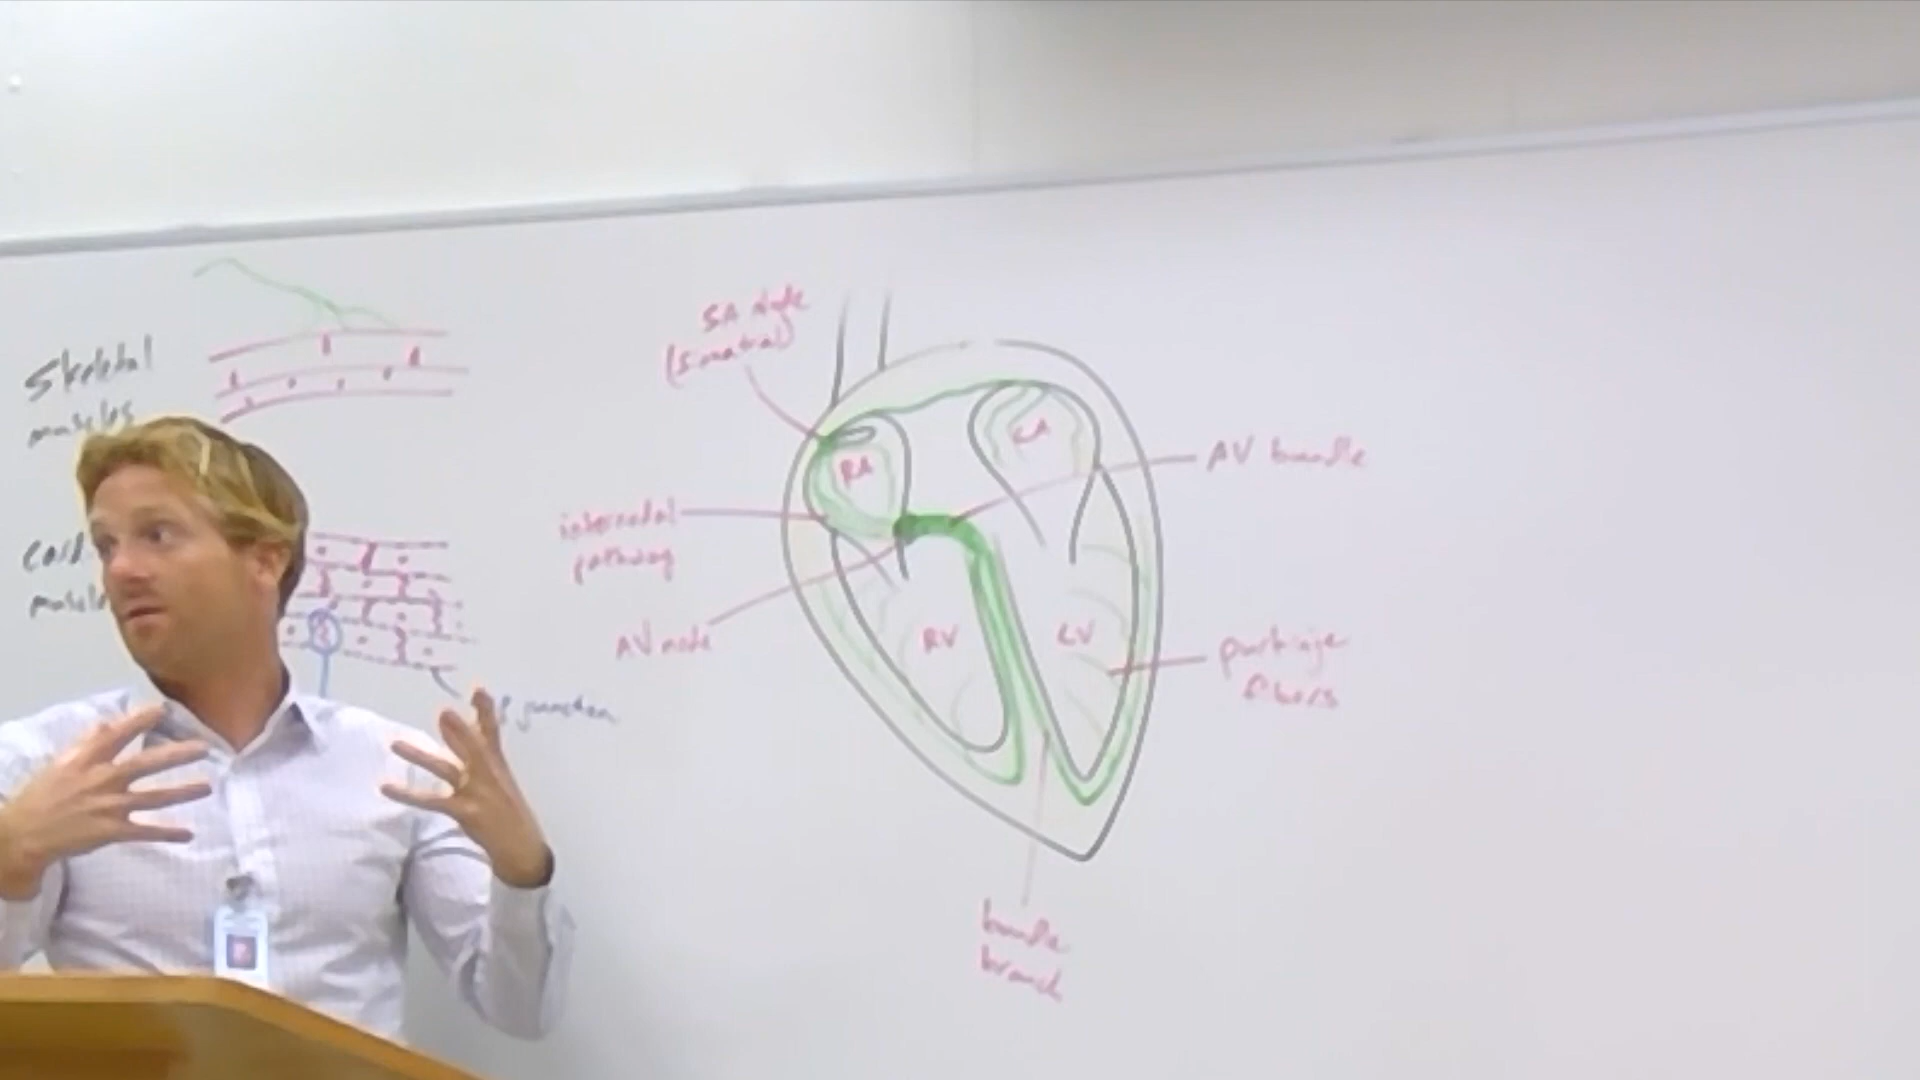 Skeletal
muscles
SA node
(sinoatrial)
RA
LA
AV bundle
internodal
pathway
AV node
RV
LV
purkinje
fibers
junction
bundle
branch